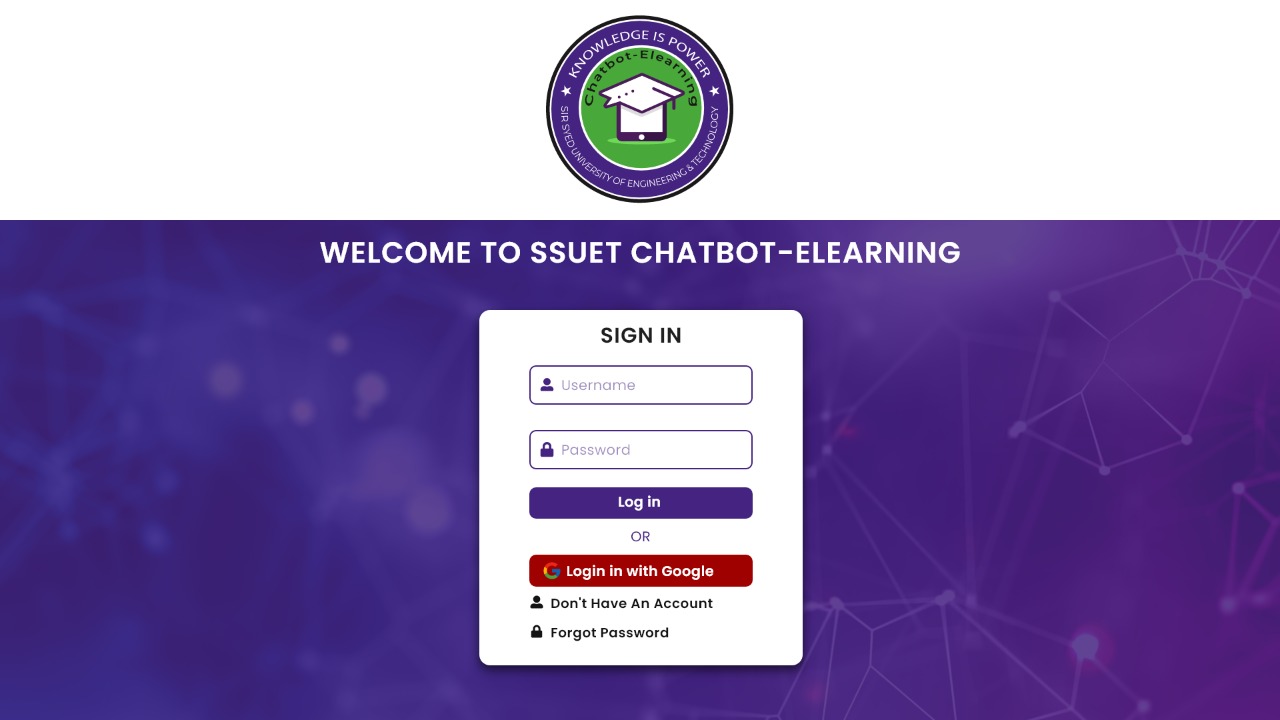 KNOWLEDGE IS POWER
Chatbot-Elearning
SIR SYED UNIVERSITY OF ENGINEERING & TECHNOLOGY
WELCOME TO SSUET CHATBOT-ELEARNING
SIGN IN
Username
Password
Log in
OR
Login in with Google
Don't Have An Account
Forgot Password